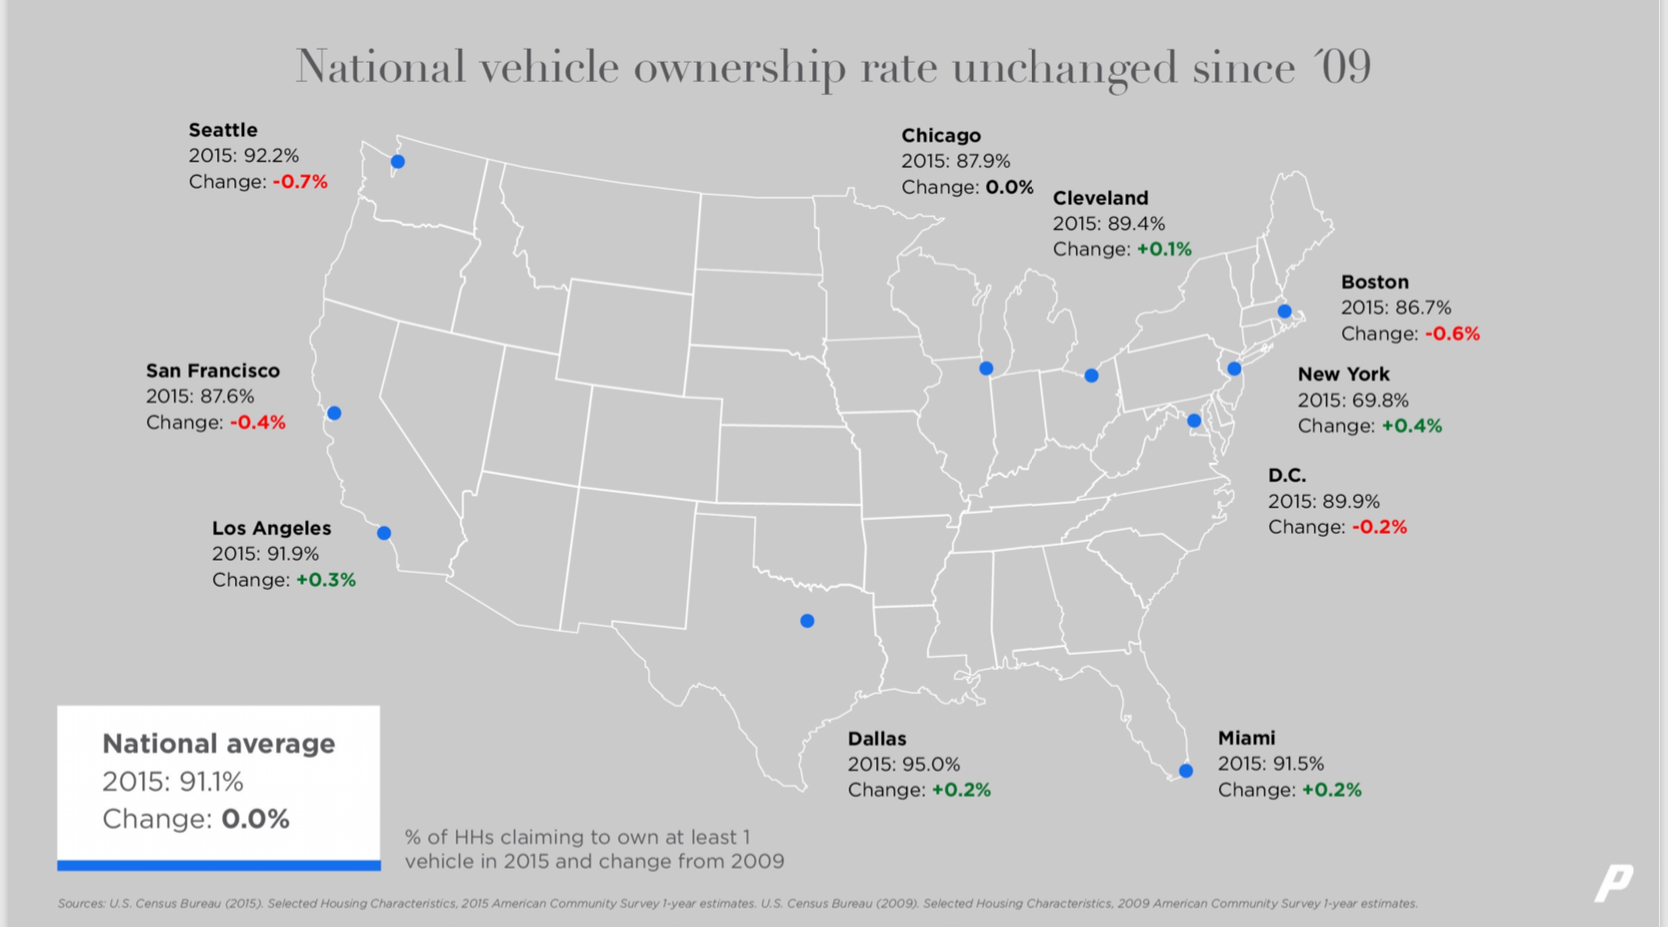 National vehicle ownership rate unchanged since ´09
Seattle
2015: 92.2%
Change: -0.7%
Chicago
2015: 87.9%
Change: 0.0%
Cleveland
2015: 89.4%
Change: +0.1%
Boston
2015: 86.7%
Change: -0.6%
San Francisco
2015: 87.6%
Change: -0.4%
New York
2015: 69.8%
Change: +0.4%
D.C.
2015: 89.9%
Change: -0.2%
Los Angeles
2015: 91.9%
Change: +0.3%
Dallas
2015: 95.0%
Change: +0.2%
Miami
2015: 91.5%
Change: +0.2%
National average
2015: 91.1%
Change: 0.0%
% of HHs claiming to own at least 1
vehicle in 2015 and change from 2009
P
Sources: U.S. Census Bureau (2015). Selected Housing Characteristics, 2015 American Community Survey 1-year estimates. U.S. Census Bureau (2009). Selected Housing Characteristics, 2009 American Community Survey 1-year estimates.